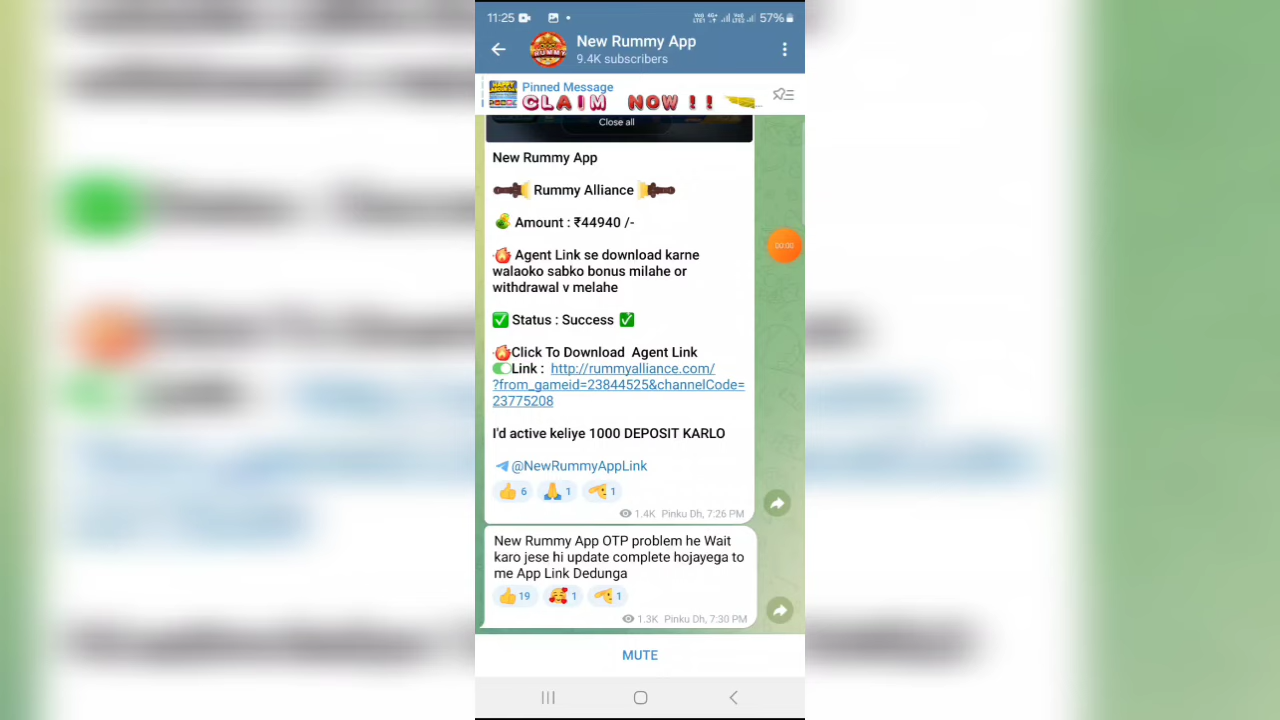 11:25
57%
New Rummy App
9.4K subscribers
Pinned Message
CLAIM NOW !!
Close all
New Rummy App
Rummy Alliance
Amount : ₹44940 /-
Agent Link se download karne
walaoko sabko bonus milahe or
withdrawal v melahe
Status : Success
Click To Download Agent Link
Link : http://rummyalliance.com/
?from_gameid=23844525&channelCode=
23775208
I'd active keliye 1000 DEPOSIT KARLO
@NewRummyAppLink
6 1 1
1.4K Pinku Dh, 7:26 PM
New Rummy App OTP problem he Wait
karo jese hi update complete hojayega to
me App Link Dedunga
19 1 1
1.3K Pinku Dh, 7:30 PM
MUTE
00:00